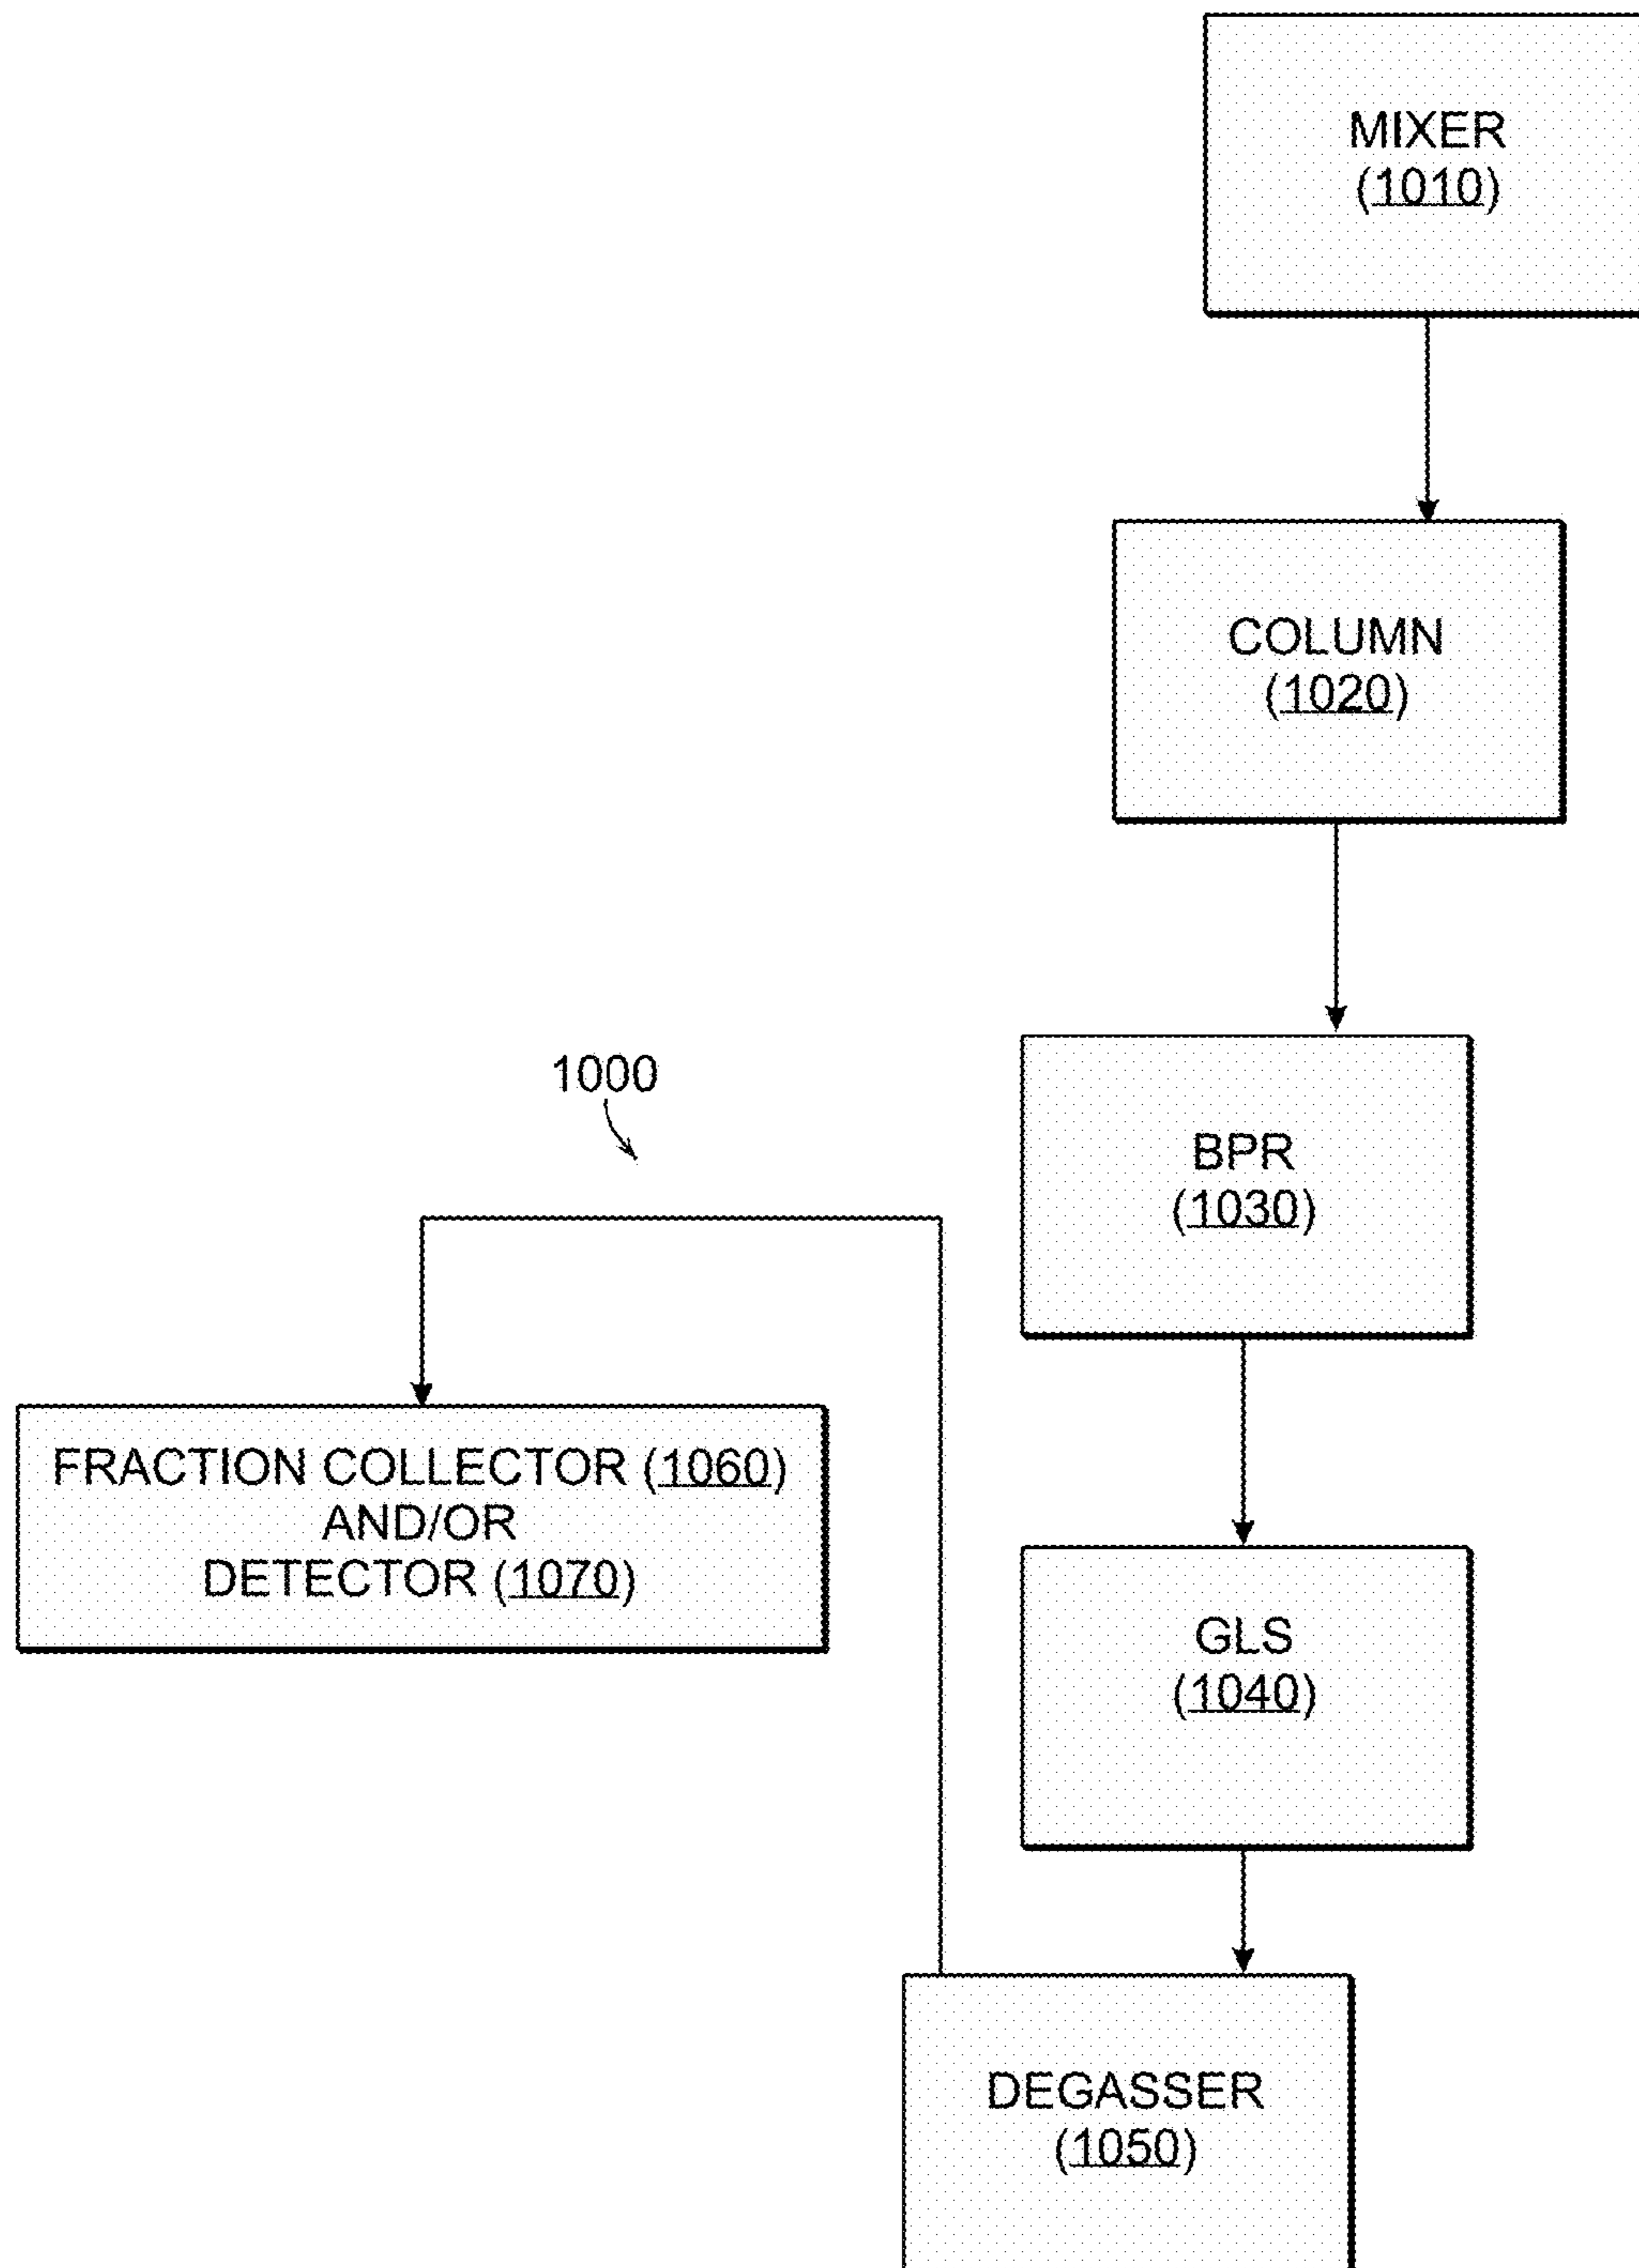 MIXER
(1010)
COLUMN
(1020)
BPR
(1030)
1000
FRACTION COLLECTOR (1060)
AND/OR
DETECTOR (1070)
GLS
(1040)
DEGASSER
(1050)